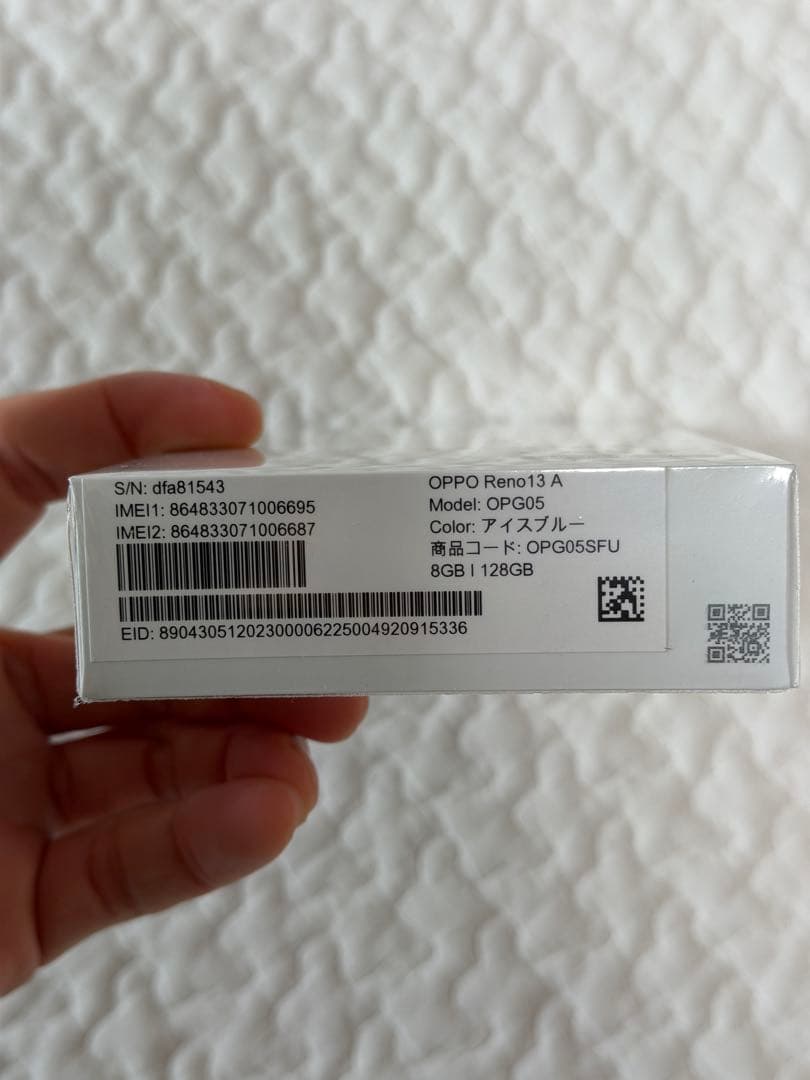 S/N: dfa81543
IMEI1: 864833071006695
IMEI2: 864833071006687
EID: 89043051202300006225004920915336
OPPO Reno13 A
Model: OPG05
Color: アイスブルー
商品コード: OPG05SFU
8GB | 128GB